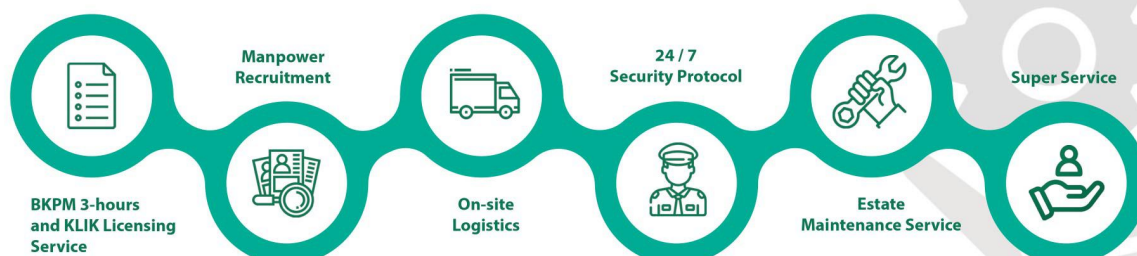 BKPM 3-hours
and KLIK Licensing
Service
Manpower
Recruitment
On-site
Logistics
24 / 7
Security Protocol
Estate
Maintenance Service
Super Service